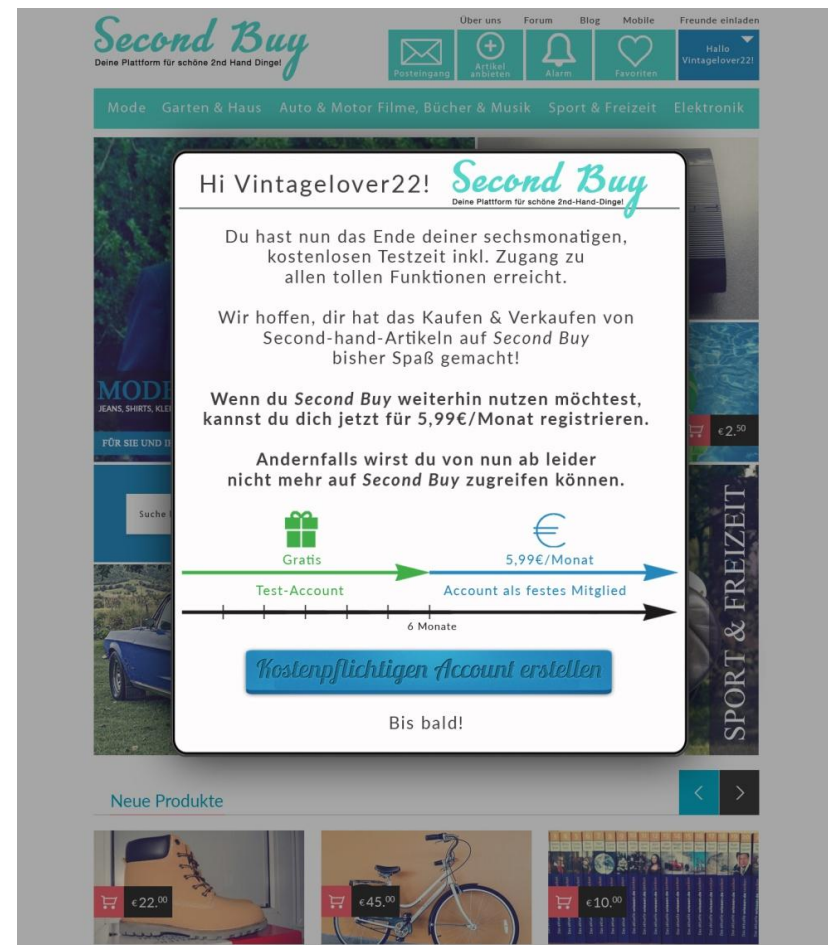 Über uns Forum Blog Mobile Freunde einladen
Second Buy
Deine Plattform für schöne 2nd Hand Dinge!
Posteingang
Artikel
anbieten
Alarm
Favoriten
Hallo
Vintagelover22!
Mode Garten & Haus Auto & Motor Filme, Bücher & Musik Sport & Freizeit Elektronik
Hi Vintagelover22!
Second Buy
Deine Plattform für schöne 2nd-Hand-Dinge!
Du hast nun das Ende deiner sechsmonatigen,
kostenlosen Testzeit inkl. Zugang zu
allen tollen Funktionen erreicht.
Wir hoffen, dir hat das Kaufen & Verkaufen von
Second-hand-Artikeln auf Second Buy
bisher Spaß gemacht!
Wenn du Second Buy weiterhin nutzen möchtest,
kannst du dich jetzt für 5,99€/Monat registrieren.
Andernfalls wirst du von nun ab leider
nicht mehr auf Second Buy zugreifen können.
€
Gratis
5,99€/Monat
Test-Account
Account als festes Mitglied
6 Monate
Kostenpflichtigen Account erstellen
Bis bald!
MODE
JEANS, SHIRTS,
FÜR SIE UND
€2.50
Suche
SPORT & FREIZEIT
Neue Produkte
€22.00
€45.00
€10.00